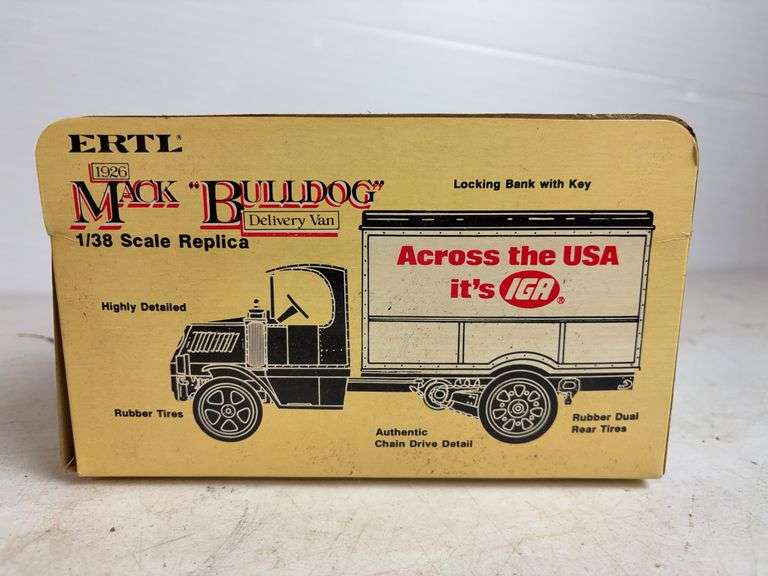 ERTL®
1926
MACK "BULLDOG"
Delivery Van
1/38 Scale Replica
Locking Bank with Key
Across the USA
it's IGA®
Highly Detailed
Rubber Tires
Authentic
Chain Drive Detail
Rubber Dual
Rear Tires